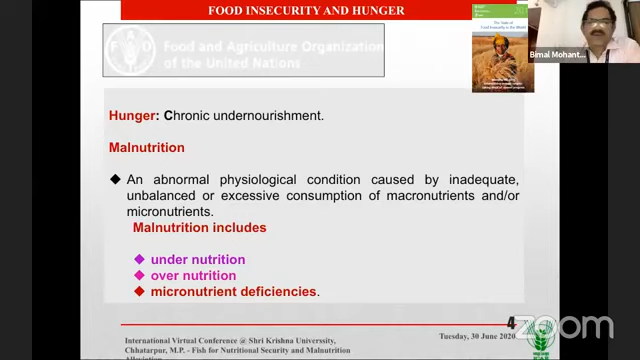 FOOD INSECURITY AND HUNGER
Food and Agriculture Organization
of the United Nations
Bimal Mohant...
Hunger: Chronic undernourishment.
Malnutrition
An abnormal physiological condition caused by inadequate,
unbalanced or excessive consumption of macronutrients and/or
micronutrients.
Malnutrition includes
under nutrition
over nutrition
micronutrient deficiencies.
4
zoom
International Virtual Conference @ Shri Krishna Universsity,
Tuesday, 30 June 2020
Chhatarpur, M.P. - Fish for Nutritional Security and Malnutrition
Alleviation